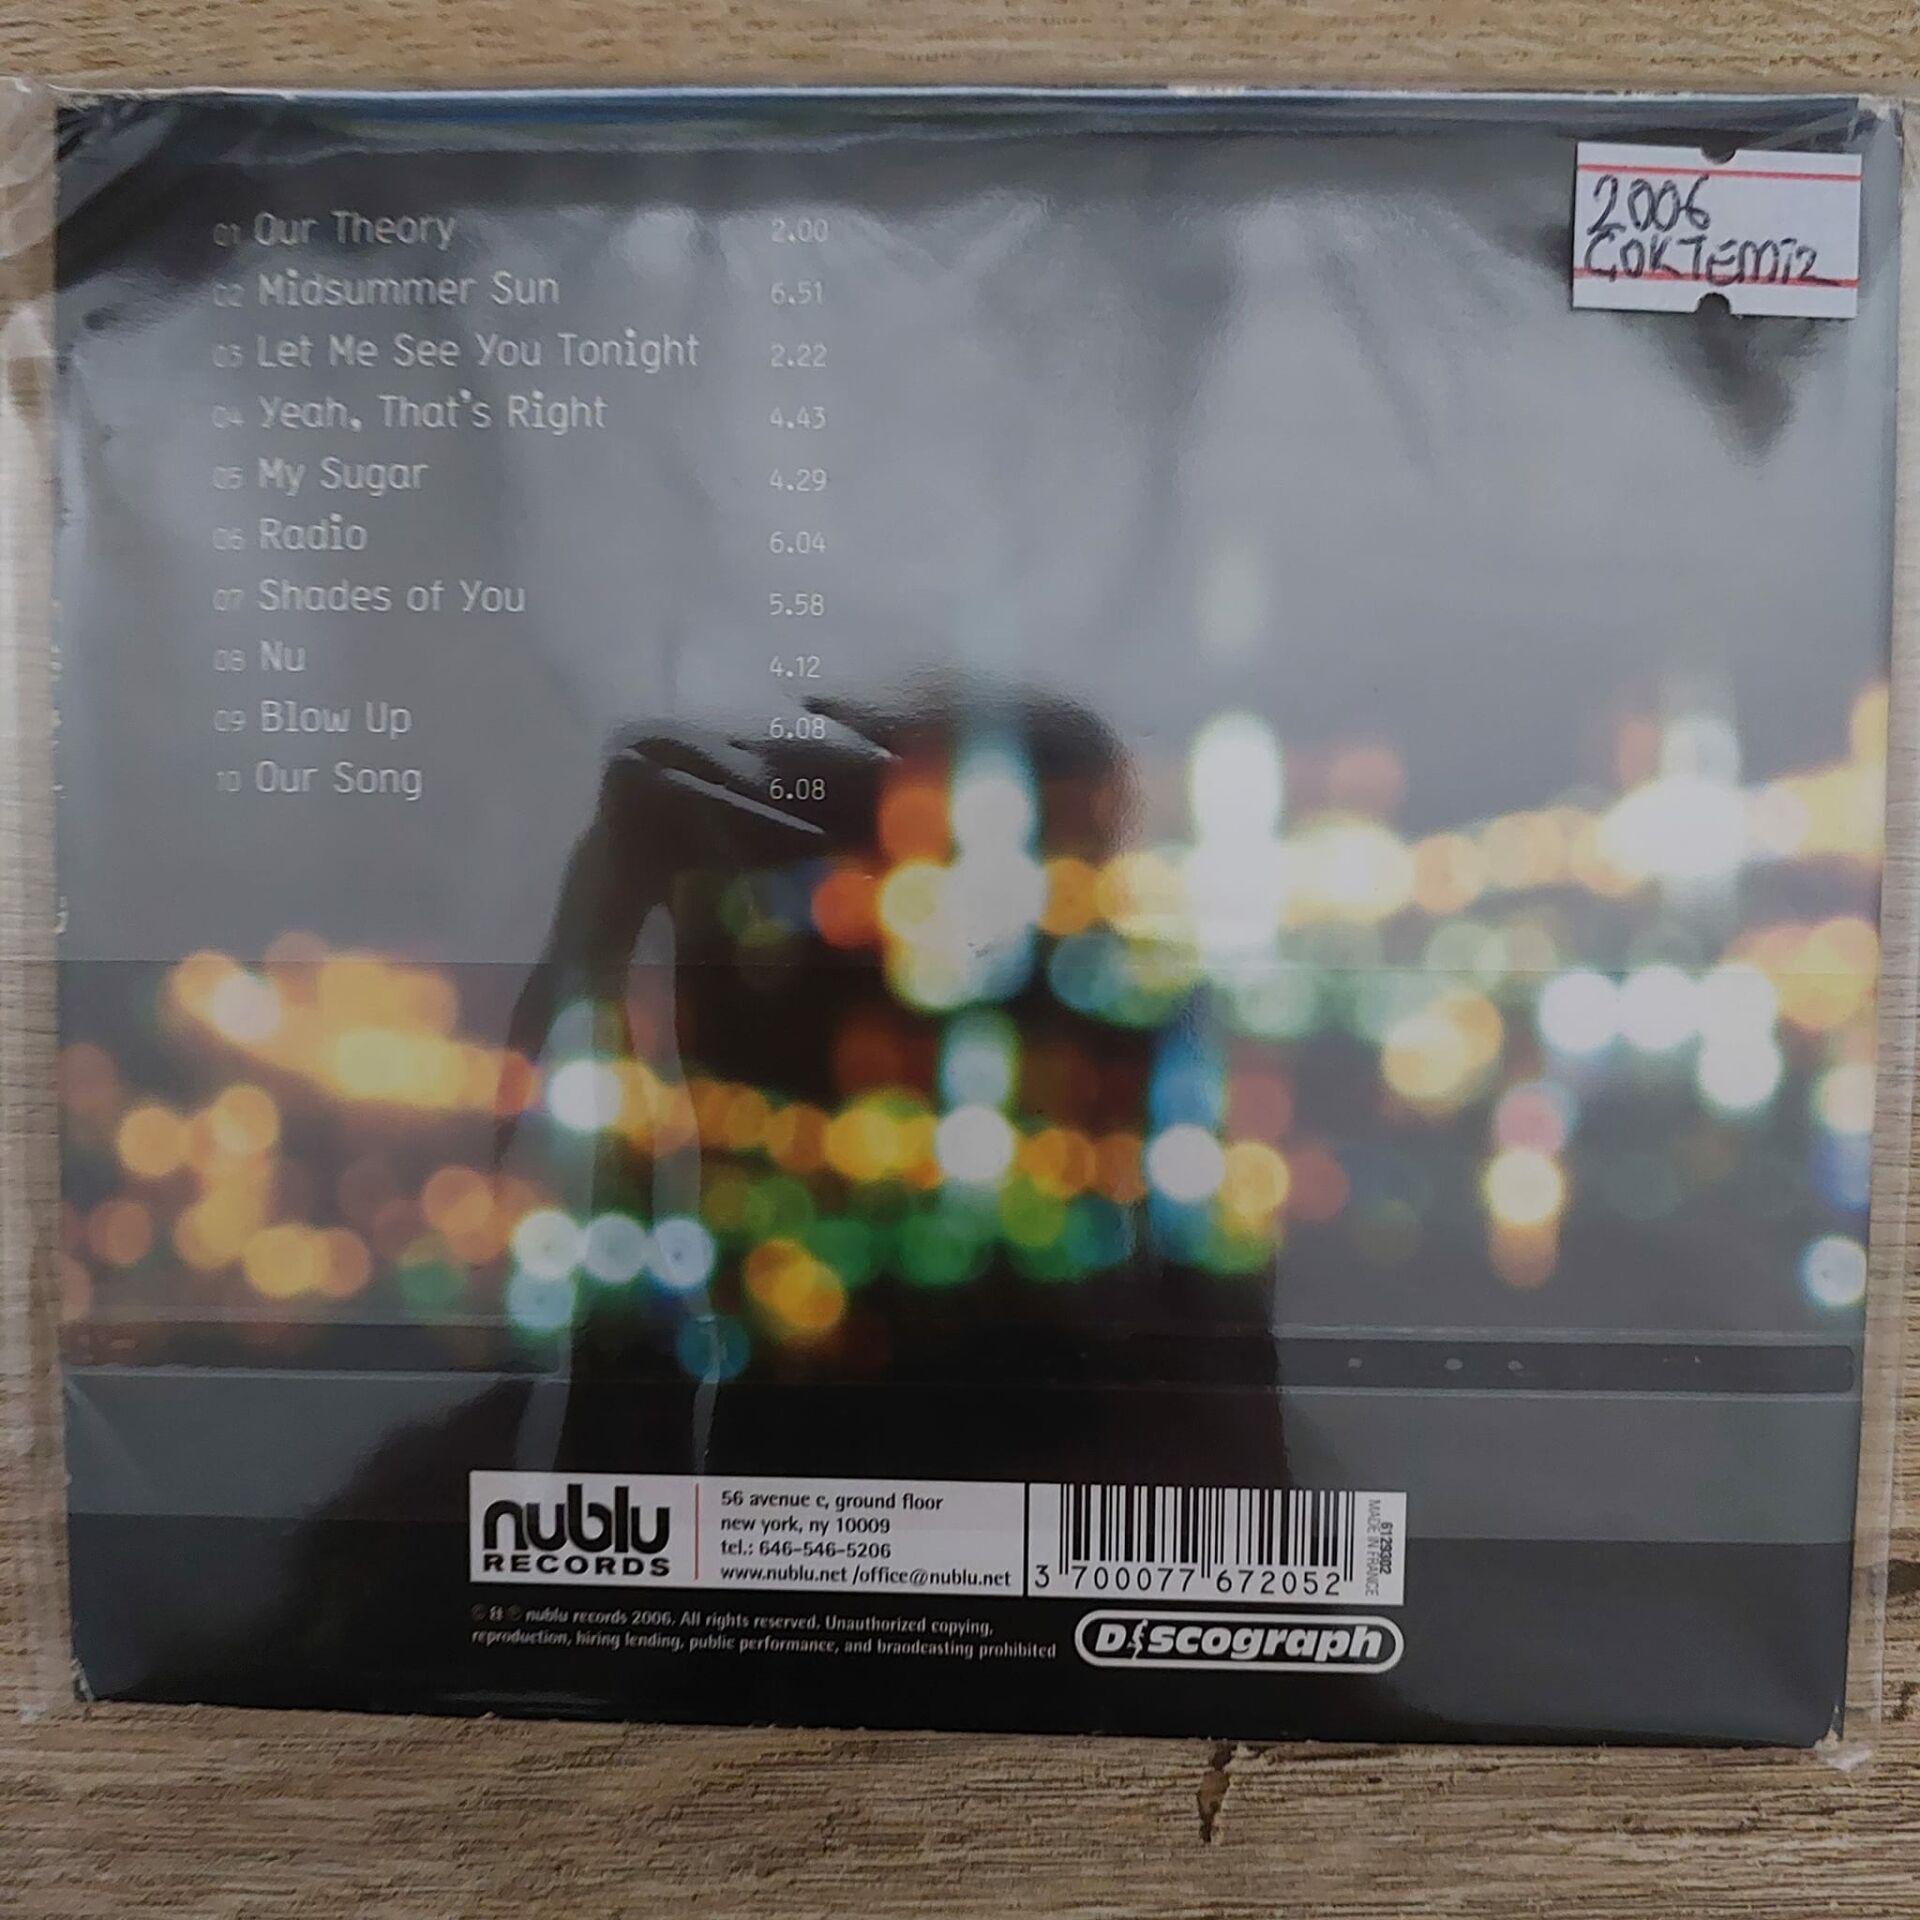 2006
ÇOK TEMİZ
01 Our Theory 2.00
02 Midsummer Sun 6.51
03 Let Me See You Tonight 2.22
04 Yeah, That's Right 4.43
05 My Sugar 4.29
06 Radio 6.04
07 Shades of You 5.58
08 Nu 4.12
09 Blow Up 6.08
10 Our Song 6.08
nublu
RECORDS
56 avenue c, ground floor
new york, ny 10009
tel.: 646-546-5206
www.nublu.net /office@nublu.net
3 700077 672052
6129302
MADE IN FRANCE
© & ℗ nublu records 2006. All rights reserved. Unauthorized copying,
reproduction, hiring lending, public performance, and braodcasting prohibited
Discograph